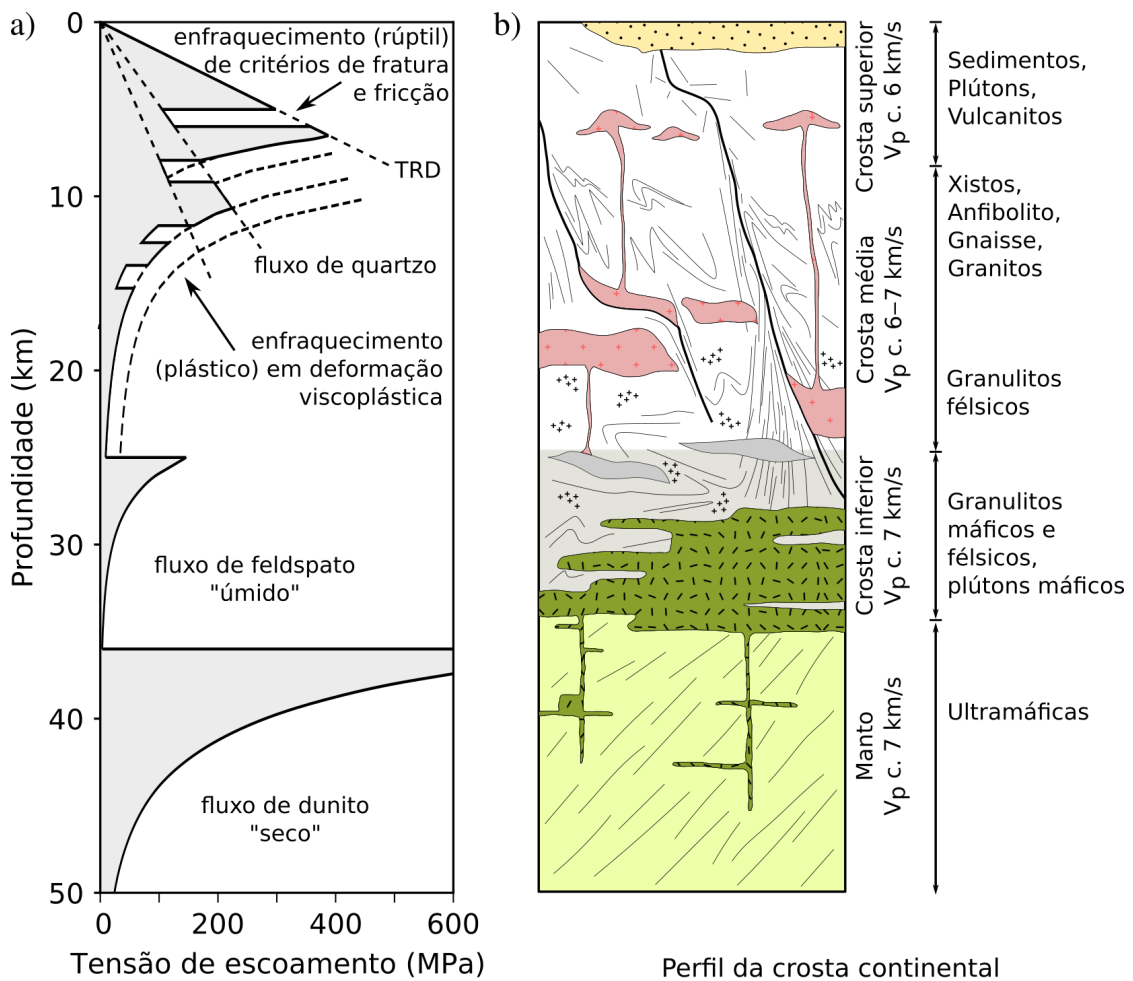 a)
0
10
20
30
40
50
Profundidade (km)
enfraquecimento (rúptil)
de critérios de fratura
e fricção
TRD
fluxo de quartzo
enfraquecimento
(plástico) em deformação
viscoplástica
fluxo de feldspato
"úmido"
fluxo de dunito
"seco"
0
200
400
600
Tensão de escoamento (MPa)
b)
Crosta superior
Vp c. 6 km/s
Crosta média
Vp c. 6–7 km/s
Crosta inferior
Vp c. 7 km/s
Manto
Vp c. 7 km/s
Sedimentos,
Plútons,
Vulcanitos
Xistos,
Anfibolito,
Gnaisse,
Granitos
Granulitos
félsicos
Granulitos
máficos e
félsicos,
plútons máficos
Ultramáficas
Perfil da crosta continental